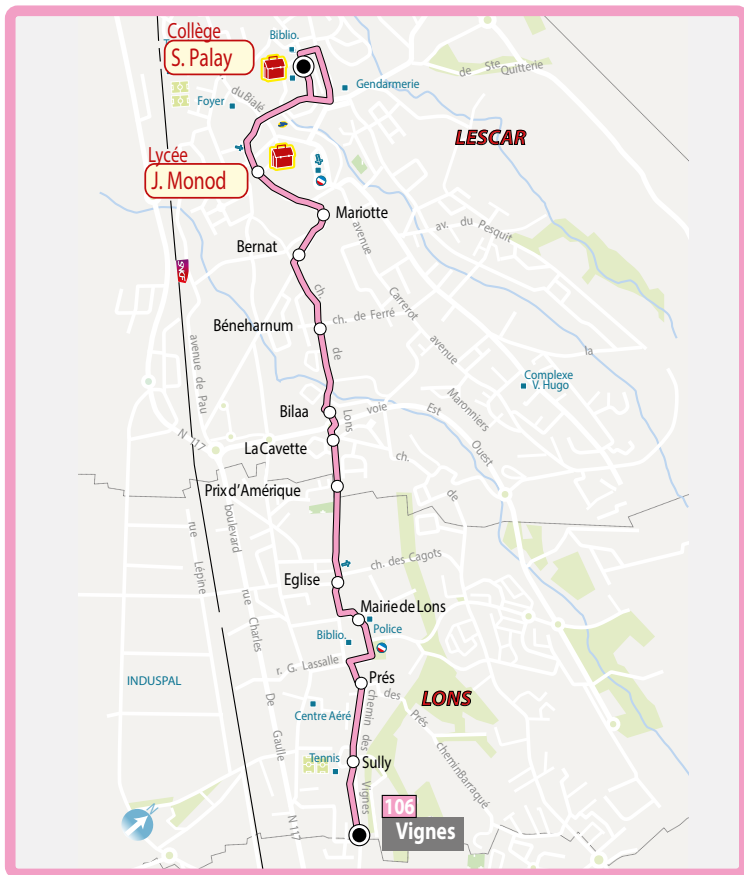 Collège
S. Palay
Biblio.
Gendarmerie
de Ste Quitterie
du Bialé
Foyer
LESCAR
Lycée
J. Monod
Mariotte
av. du Pesquit
avenue
Bernat
SNCF
ch.
Carrerot
ch. de Ferré
Béneharnum
avenue
de
la
avenue de Pau
Complexe
V. Hugo
Maronniers
Bilaa
Lons
voie
Est
Ouest
N 117
La Cavette
ch.
de
Prix d'Amérique
boulevard
rue Lépine
ch. des Cagots
Eglise
rue Charles
Mairie de Lons
Police
Biblio.
r. G. Lassalle
INDUSPAL
Prés
LONS
chemin des
des
Prés
De
Centre Aéré
Gaulle
chemin Barraqué
Tennis
Sully
Vignes
N
106
Vignes
N 117